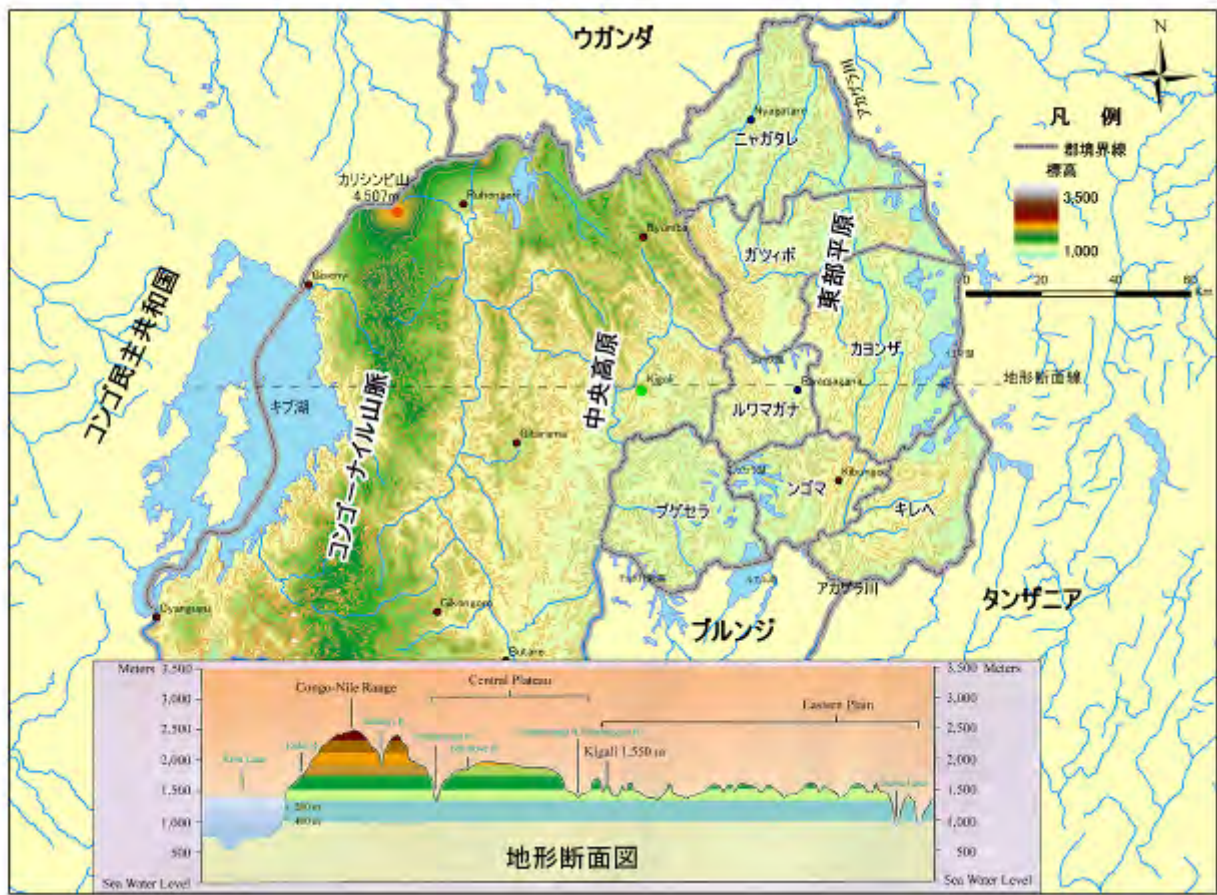 ウガンダ
N
アカゲラ川
凡 例
郡境界線
標高
3,500
1,000
0 20 40 60
Km
Nyagatare
ニャガタレ
カリシンビ山
4.507m
Ruhengeri
Byumba
ガツィボ
東部平原
Gisenyi
コンゴ民主共和国
キブ湖
コンゴーナイル山脈
中央高原
カヨンザ
地形断面線
Kigali
Rwamagana
ルワマガナ
Gitarama
Kibungo
ンゴマ
ブゲセラ
キレヘ
アカゲラ川
タンザニア
ブルンジ
Cyangugu
Gikongoro
Butare
Meters 3,500
3,000
2,500
2,000
1,500
1,000
500
Sea Water Level
Congo-Nile Range
Central Plateau
Eastern Plain
Kigali 1,550 m
3,500 Meters
3,000
2,500
2,000
1,500
1,000
500
Sea Water Level
地形断面図